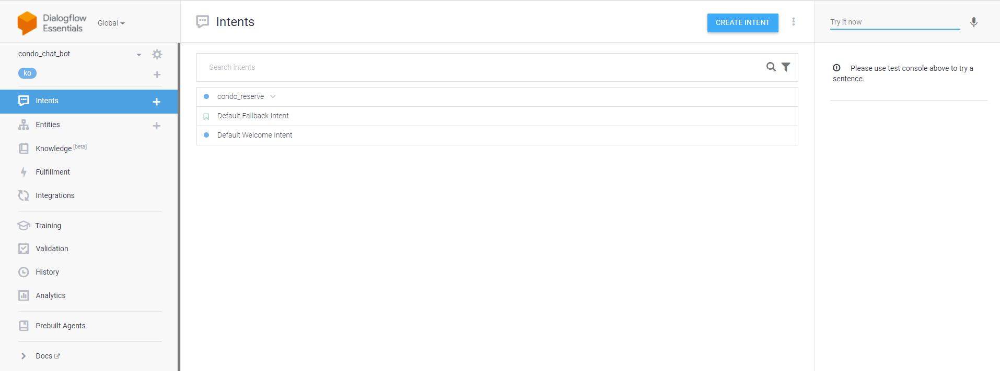 Dialogflow
Essentials
Global
condo_chat_bot
ko
Intents
Entities
Knowledge [beta]
Fulfillment
Integrations
Training
Validation
History
Analytics
Prebuilt Agents
Docs
Intents
CREATE INTENT
Search intents
condo_reserve
Default Fallback Intent
Default Welcome Intent
Try it now
Please use test console above to try a
sentence.